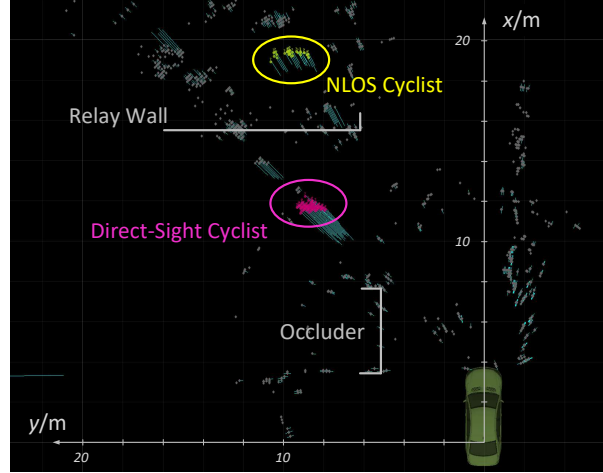 x/m
20
NLOS Cyclist
Relay Wall
Direct-Sight Cyclist
10
Occluder
y/m
20
10